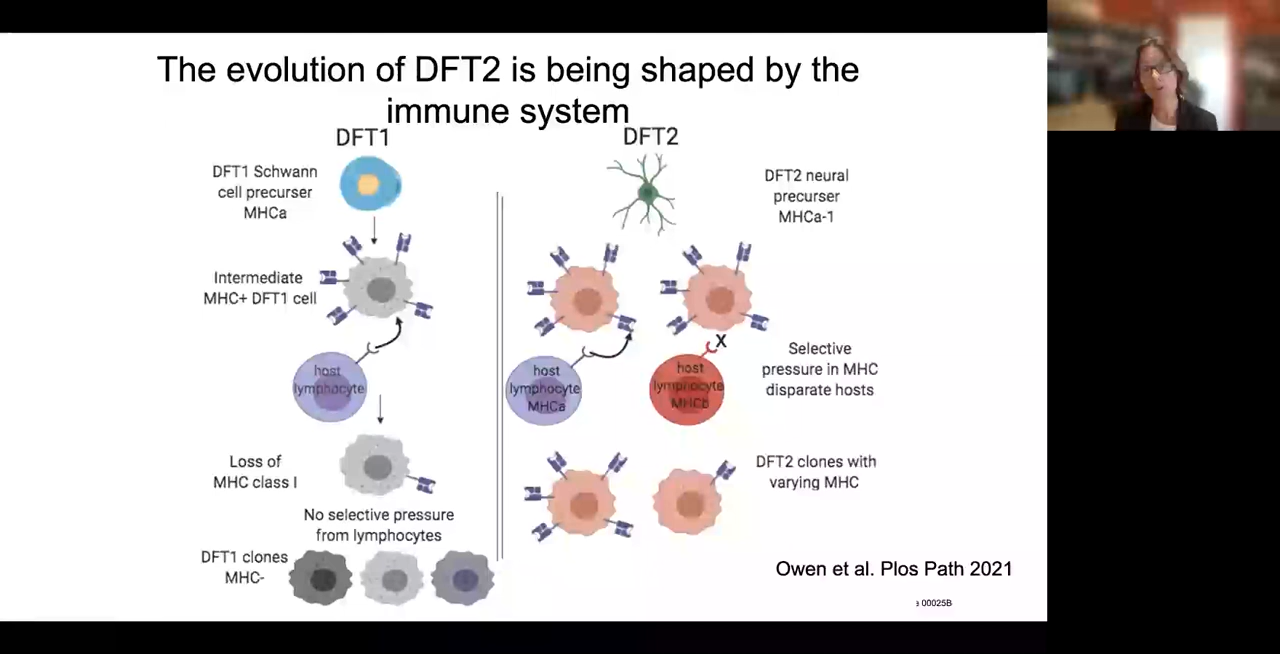 The evolution of DFT2 is being shaped by the
immune system
DFT1
DFT1 Schwann
cell precurser
MHCa
Intermediate
MHC+ DFT1 cell
host
lymphocyte
Loss of
MHC class I
No selective pressure
from lymphocytes
DFT1 clones
MHC-
DFT2
DFT2 neural
precurser
MHCa-1
X
host
lymphocyte
MHCa
host
lymphocyte
MHCb
Selective
pressure in MHC
disparate hosts
DFT2 clones with
varying MHC
Owen et al. Plos Path 2021
00025B